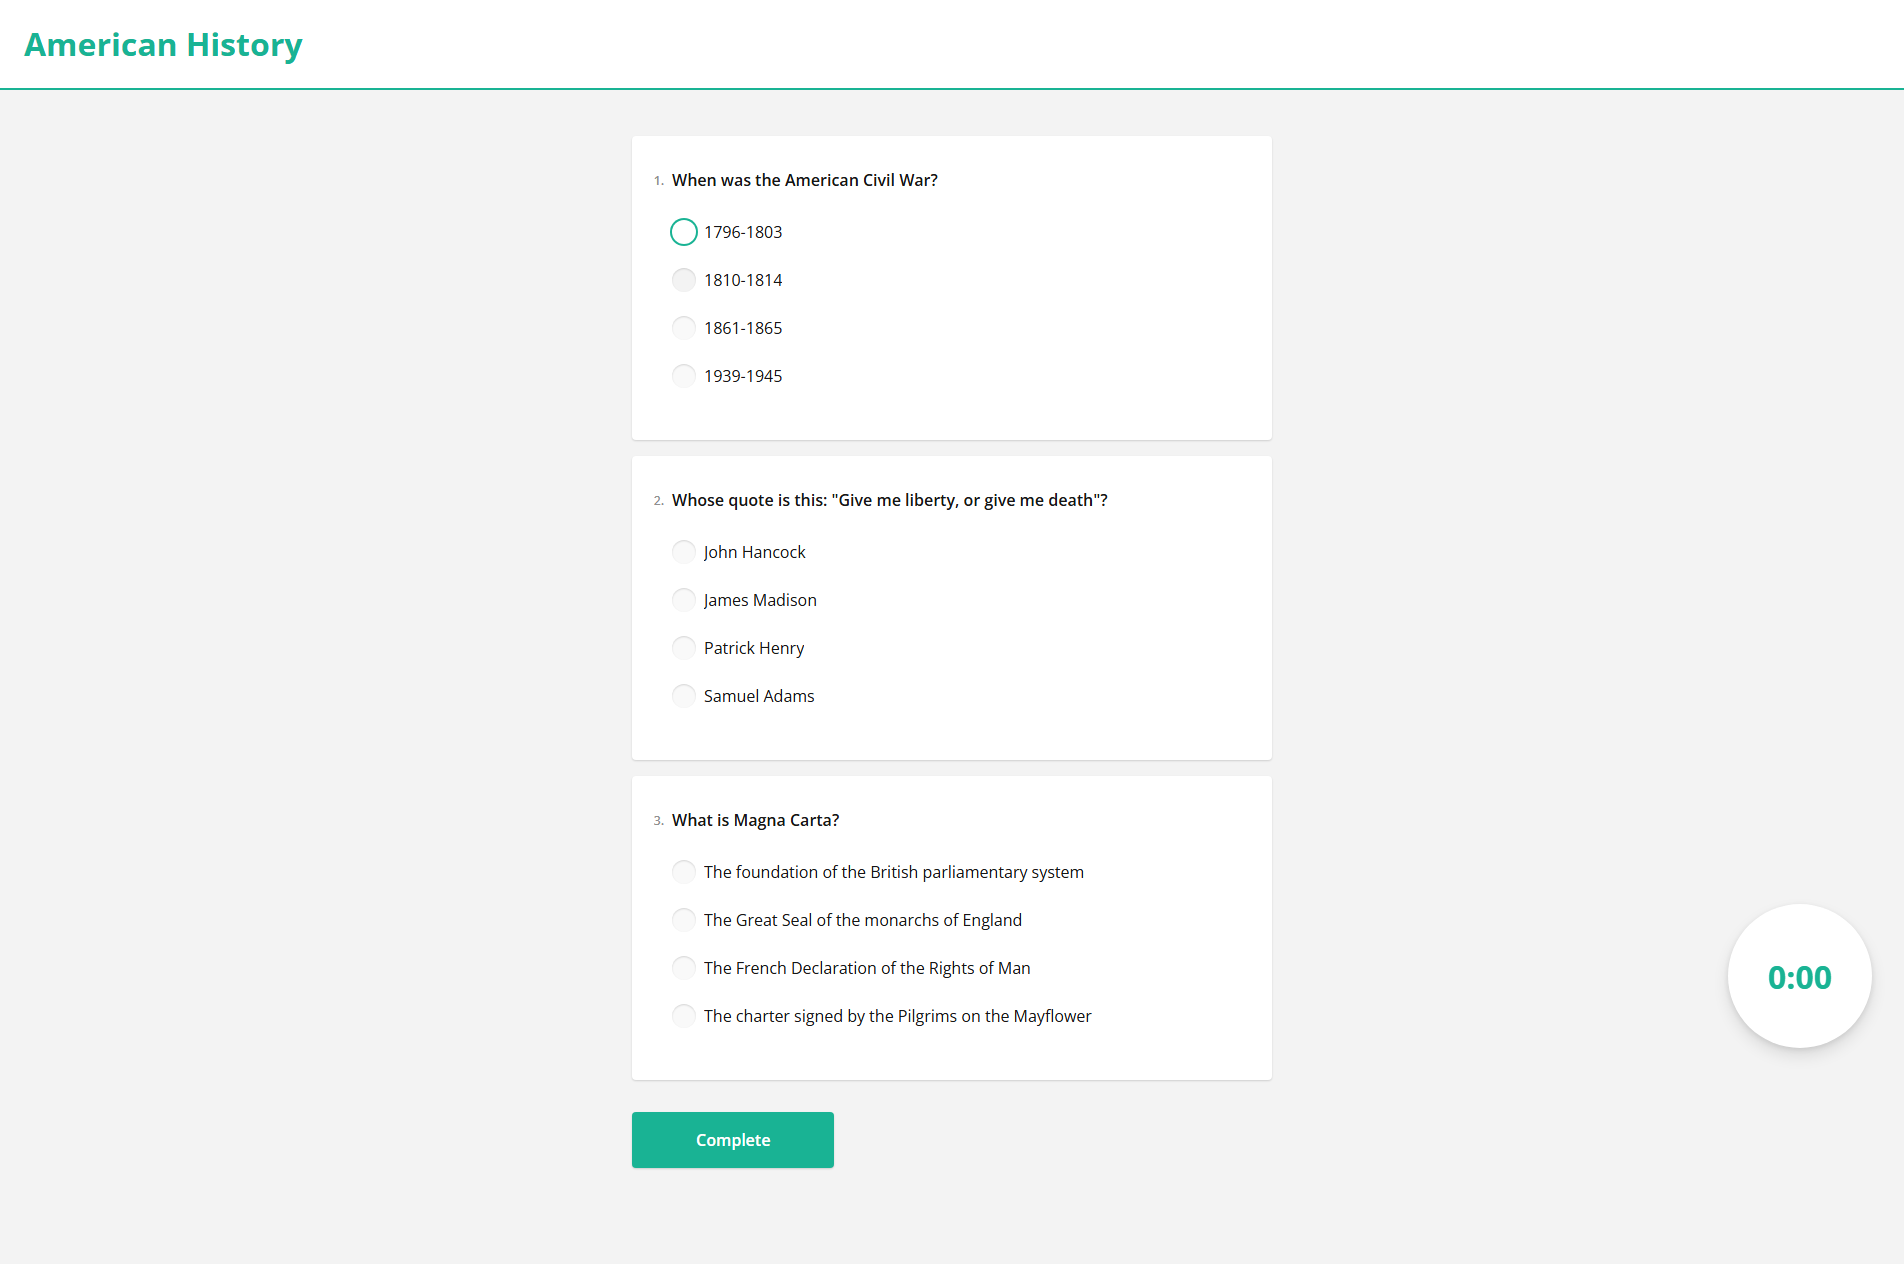 American History
1. When was the American Civil War?
1796-1803
1810-1814
1861-1865
1939-1945
2. Whose quote is this: "Give me liberty, or give me death"?
John Hancock
James Madison
Patrick Henry
Samuel Adams
3. What is Magna Carta?
The foundation of the British parliamentary system
The Great Seal of the monarchs of England
The French Declaration of the Rights of Man
The charter signed by the Pilgrims on the Mayflower
0:00
Complete